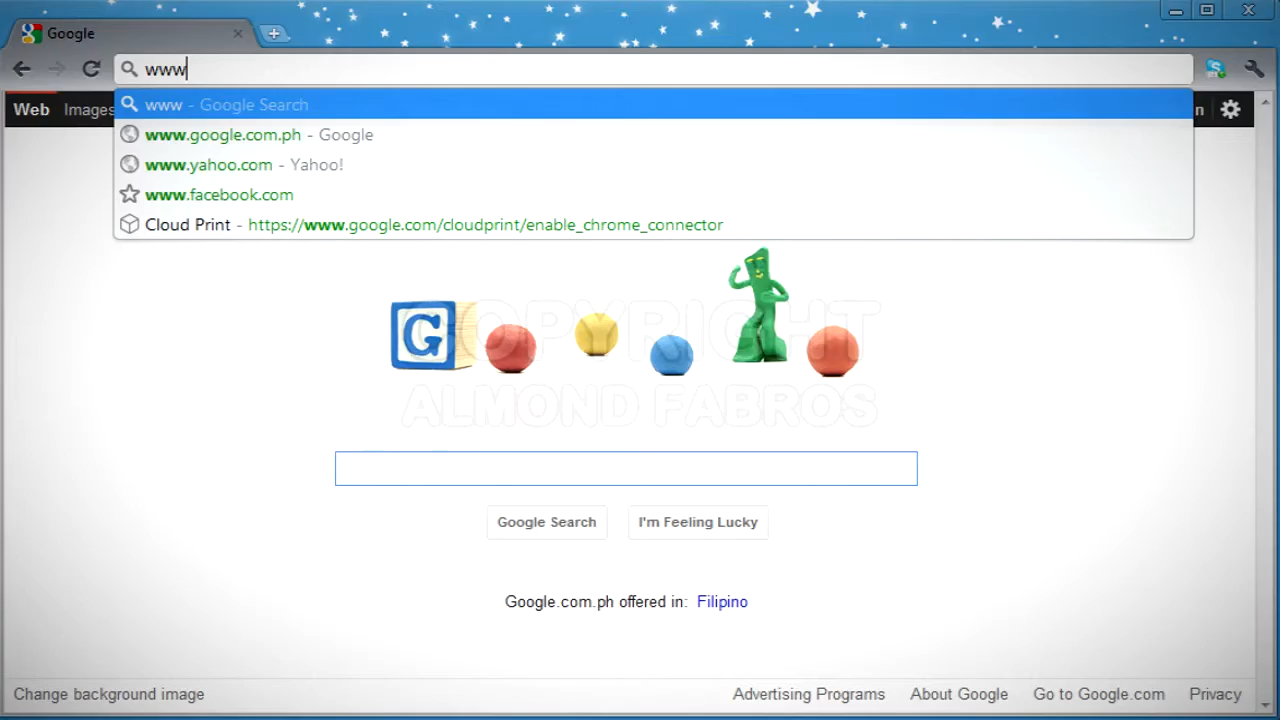 Google
www
www - Google Search
www.google.com.ph - Google
www.yahoo.com - Yahoo!
www.facebook.com
Cloud Print - https://www.google.com/cloudprint/enable_chrome_connector
Web Images n
G
COPYRIGHT
ALMOND FABROS
Google Search I'm Feeling Lucky
Google.com.ph offered in: Filipino
Change background image Advertising Programs About Google Go to Google.com Privacy